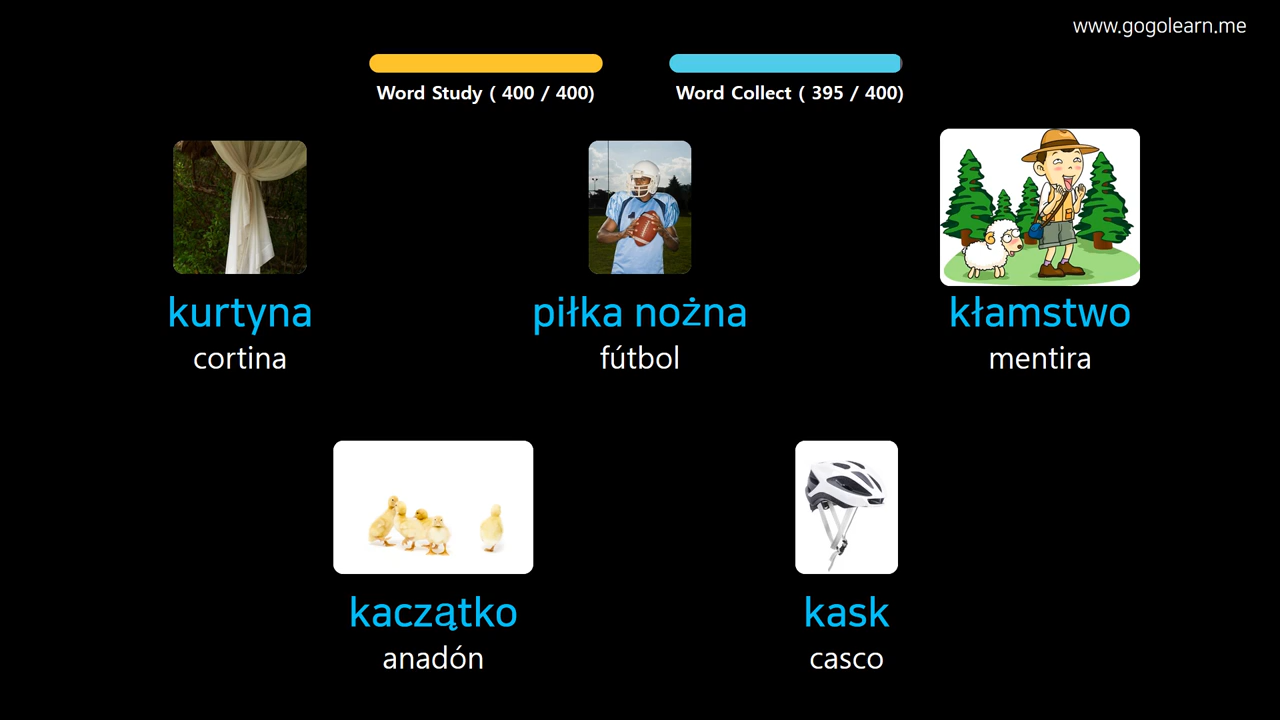 www.gogolearn.me
Word Study ( 400 / 400)
Word Collect ( 395 / 400)
kurtyna
cortina
piłka nożna
fútbol
kłamstwo
mentira
kaczątko
anadón
kask
casco